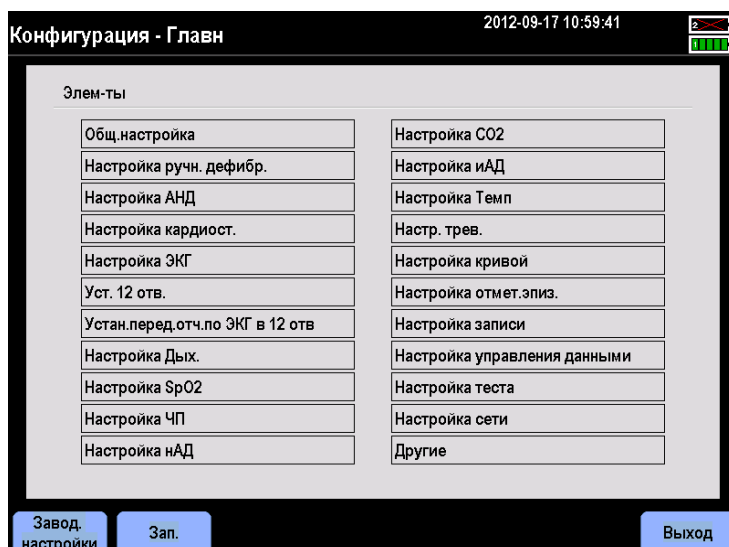 Конфигурация - Главн
2012-09-17 10:59:41
2
1
Элем-ты
Общ.настройка
Настройка ручн. дефибр.
Настройка АНД
Настройка кардиост.
Настройка ЭКГ
Уст. 12 отв.
Устан.перед.отч.по ЭКГ в 12 отв
Настройка Дых.
Настройка SpO2
Настройка ЧП
Настройка нАД
Настройка CO2
Настройка иАД
Настройка Темп
Настр. трев.
Настройка кривой
Настройка отмет.эпиз.
Настройка записи
Настройка управления данными
Настройка теста
Настройка сети
Другие
Завод.
настройки
Зап.
Выход